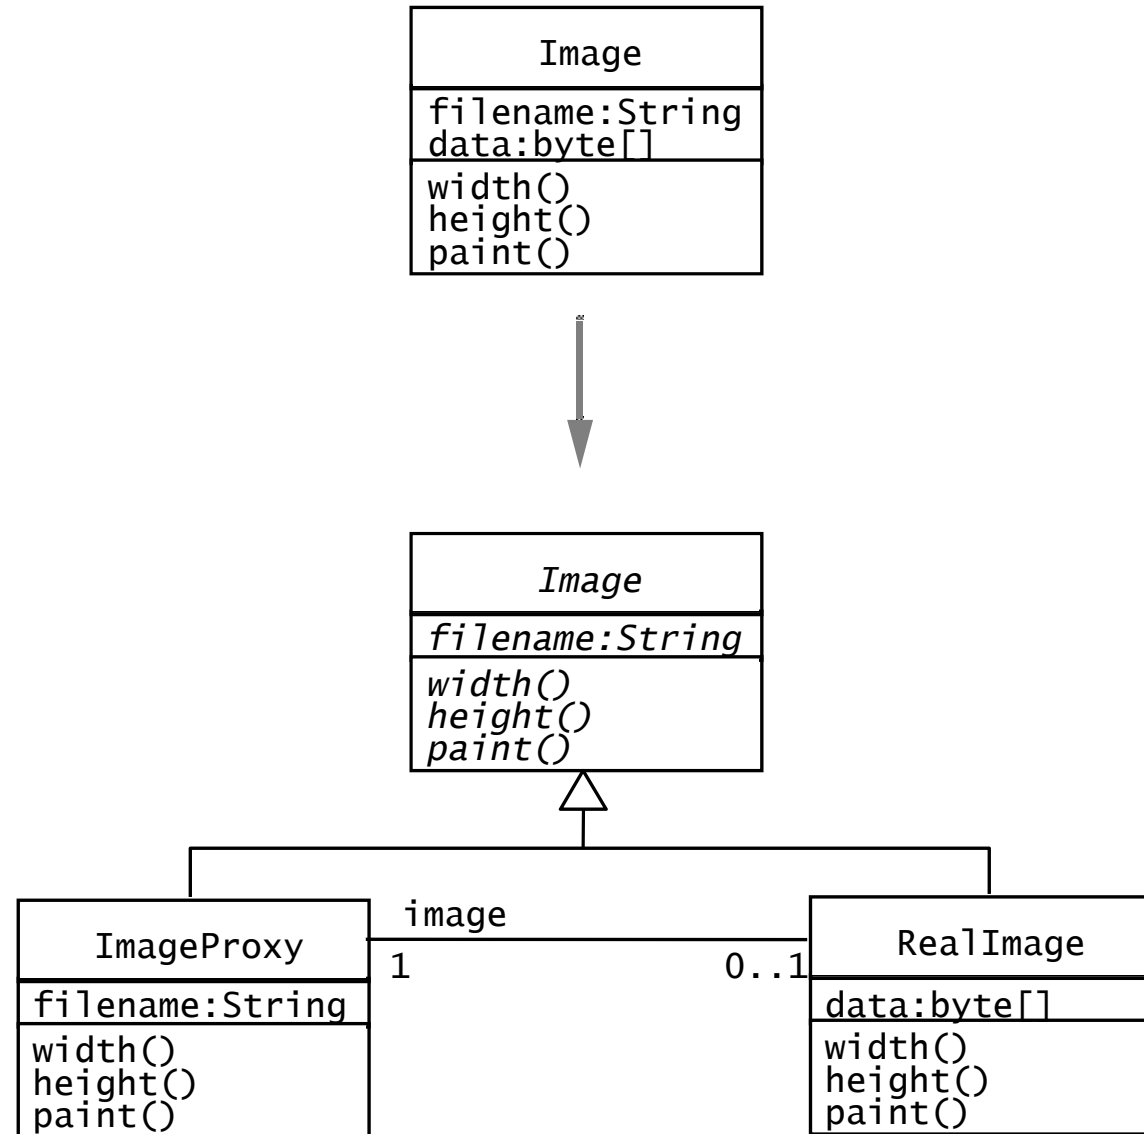 Image
filename:String
data:byte[]
width()
height()
paint()
Image
filename:String
width()
height()
paint()
image
1
0..1
ImageProxy
filename:String
width()
height()
paint()
RealImage
data:byte[]
width()
height()
paint()